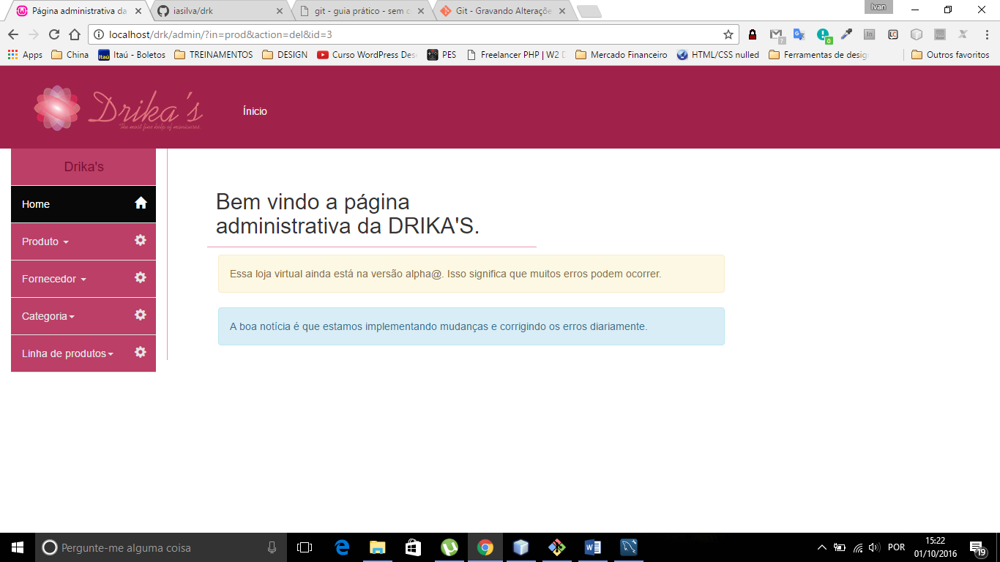 Página administrativa da
iasilva/drk
git - guia prático - sem c
Git - Gravando Alteraçõe
Ivan
localhost/drk/admin/?in=prod&action=del&id=3
Apps
China
Itaú - Boletos
TREINAMENTOS
DESIGN
Curso WordPress Des
PES
Freelancer PHP | W2 D
Mercado Financeiro
HTML/CSS nulled
Ferramentas de design
Outros favoritos
Drika's
The most fine help of manicures.
Ínicio
Drika's
Home
Produto
Fornecedor
Categoria
Linha de produtos
Bem vindo a página
administrativa da DRIKA'S.
Essa loja virtual ainda está na versão alpha@. Isso significa que muitos erros podem ocorrer.
A boa notícia é que estamos implementando mudanças e corrigindo os erros diariamente.
Pergunte-me alguma coisa
POR
15:22
01/10/2016
19